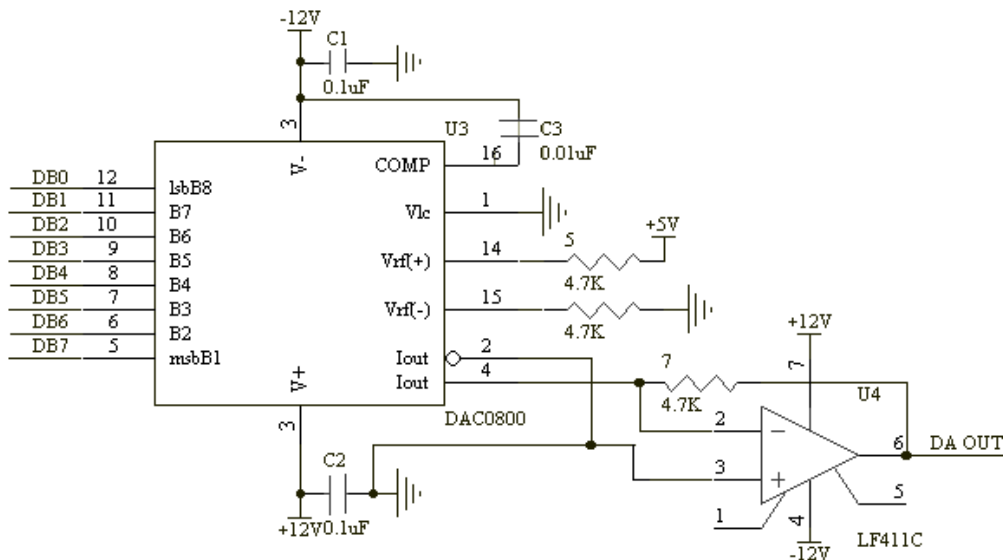 -12V
C1
0.1uF
3
U3
C3
0.01uF
V-
COMP
16
DB0 12 lsbB8
DB1 11 B7
DB2 10 B6
DB3 9 B5
DB4 8 B4
DB5 7 B3
DB6 6 B2
DB7 5 msbB1
Vlc 1
Vrf(+) 14
5
4.7K
+5V
Vrf(-) 15
4.7K
Iout 2
Iout 4
V+
3
DAC0800
C2
0.1uF
+12V
7
4.7K
+12V
7
U4
2
3
6
DA OUT
1
5
4
-12V
LF411C